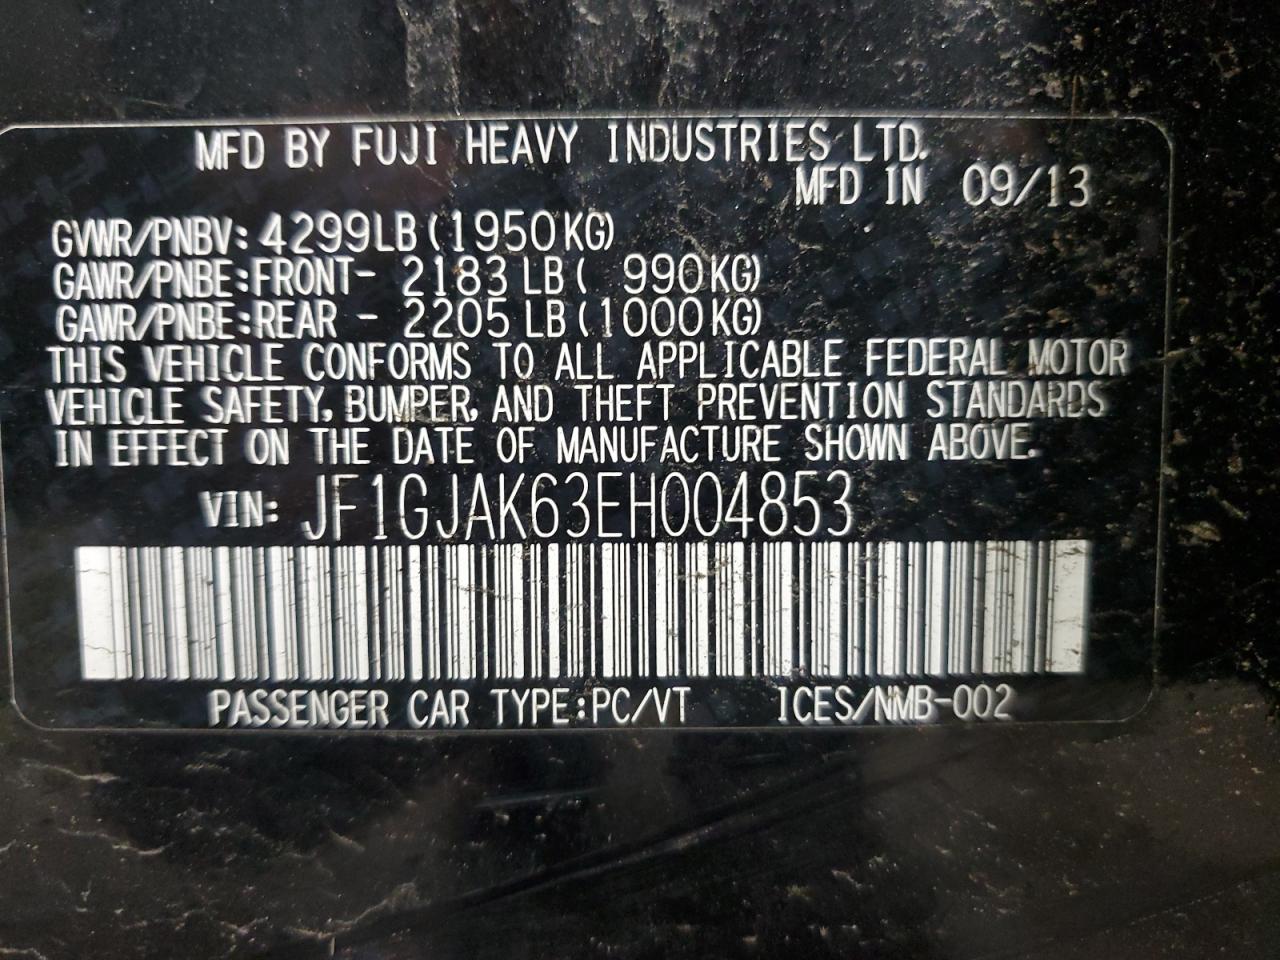 MFD BY FUJI HEAVY INDUSTRIES LTD.
MFD IN 09/13
GVWR/PNBV: 4299LB (1950KG)
GAWR/PNBE:FRONT- 2183 LB ( 990KG)
GAWR/PNBE:REAR - 2205 LB (1000KG)
THIS VEHICLE CONFORMS TO ALL APPLICABLE FEDERAL MOTOR
VEHICLE SAFETY, BUMPER, AND THEFT PREVENTION STANDARDS
IN EFFECT ON THE DATE OF MANUFACTURE SHOWN ABOVE.
VIN: JF1GJAK63EH004853
PASSENGER CAR TYPE:PC/VT ICES/NMB-002